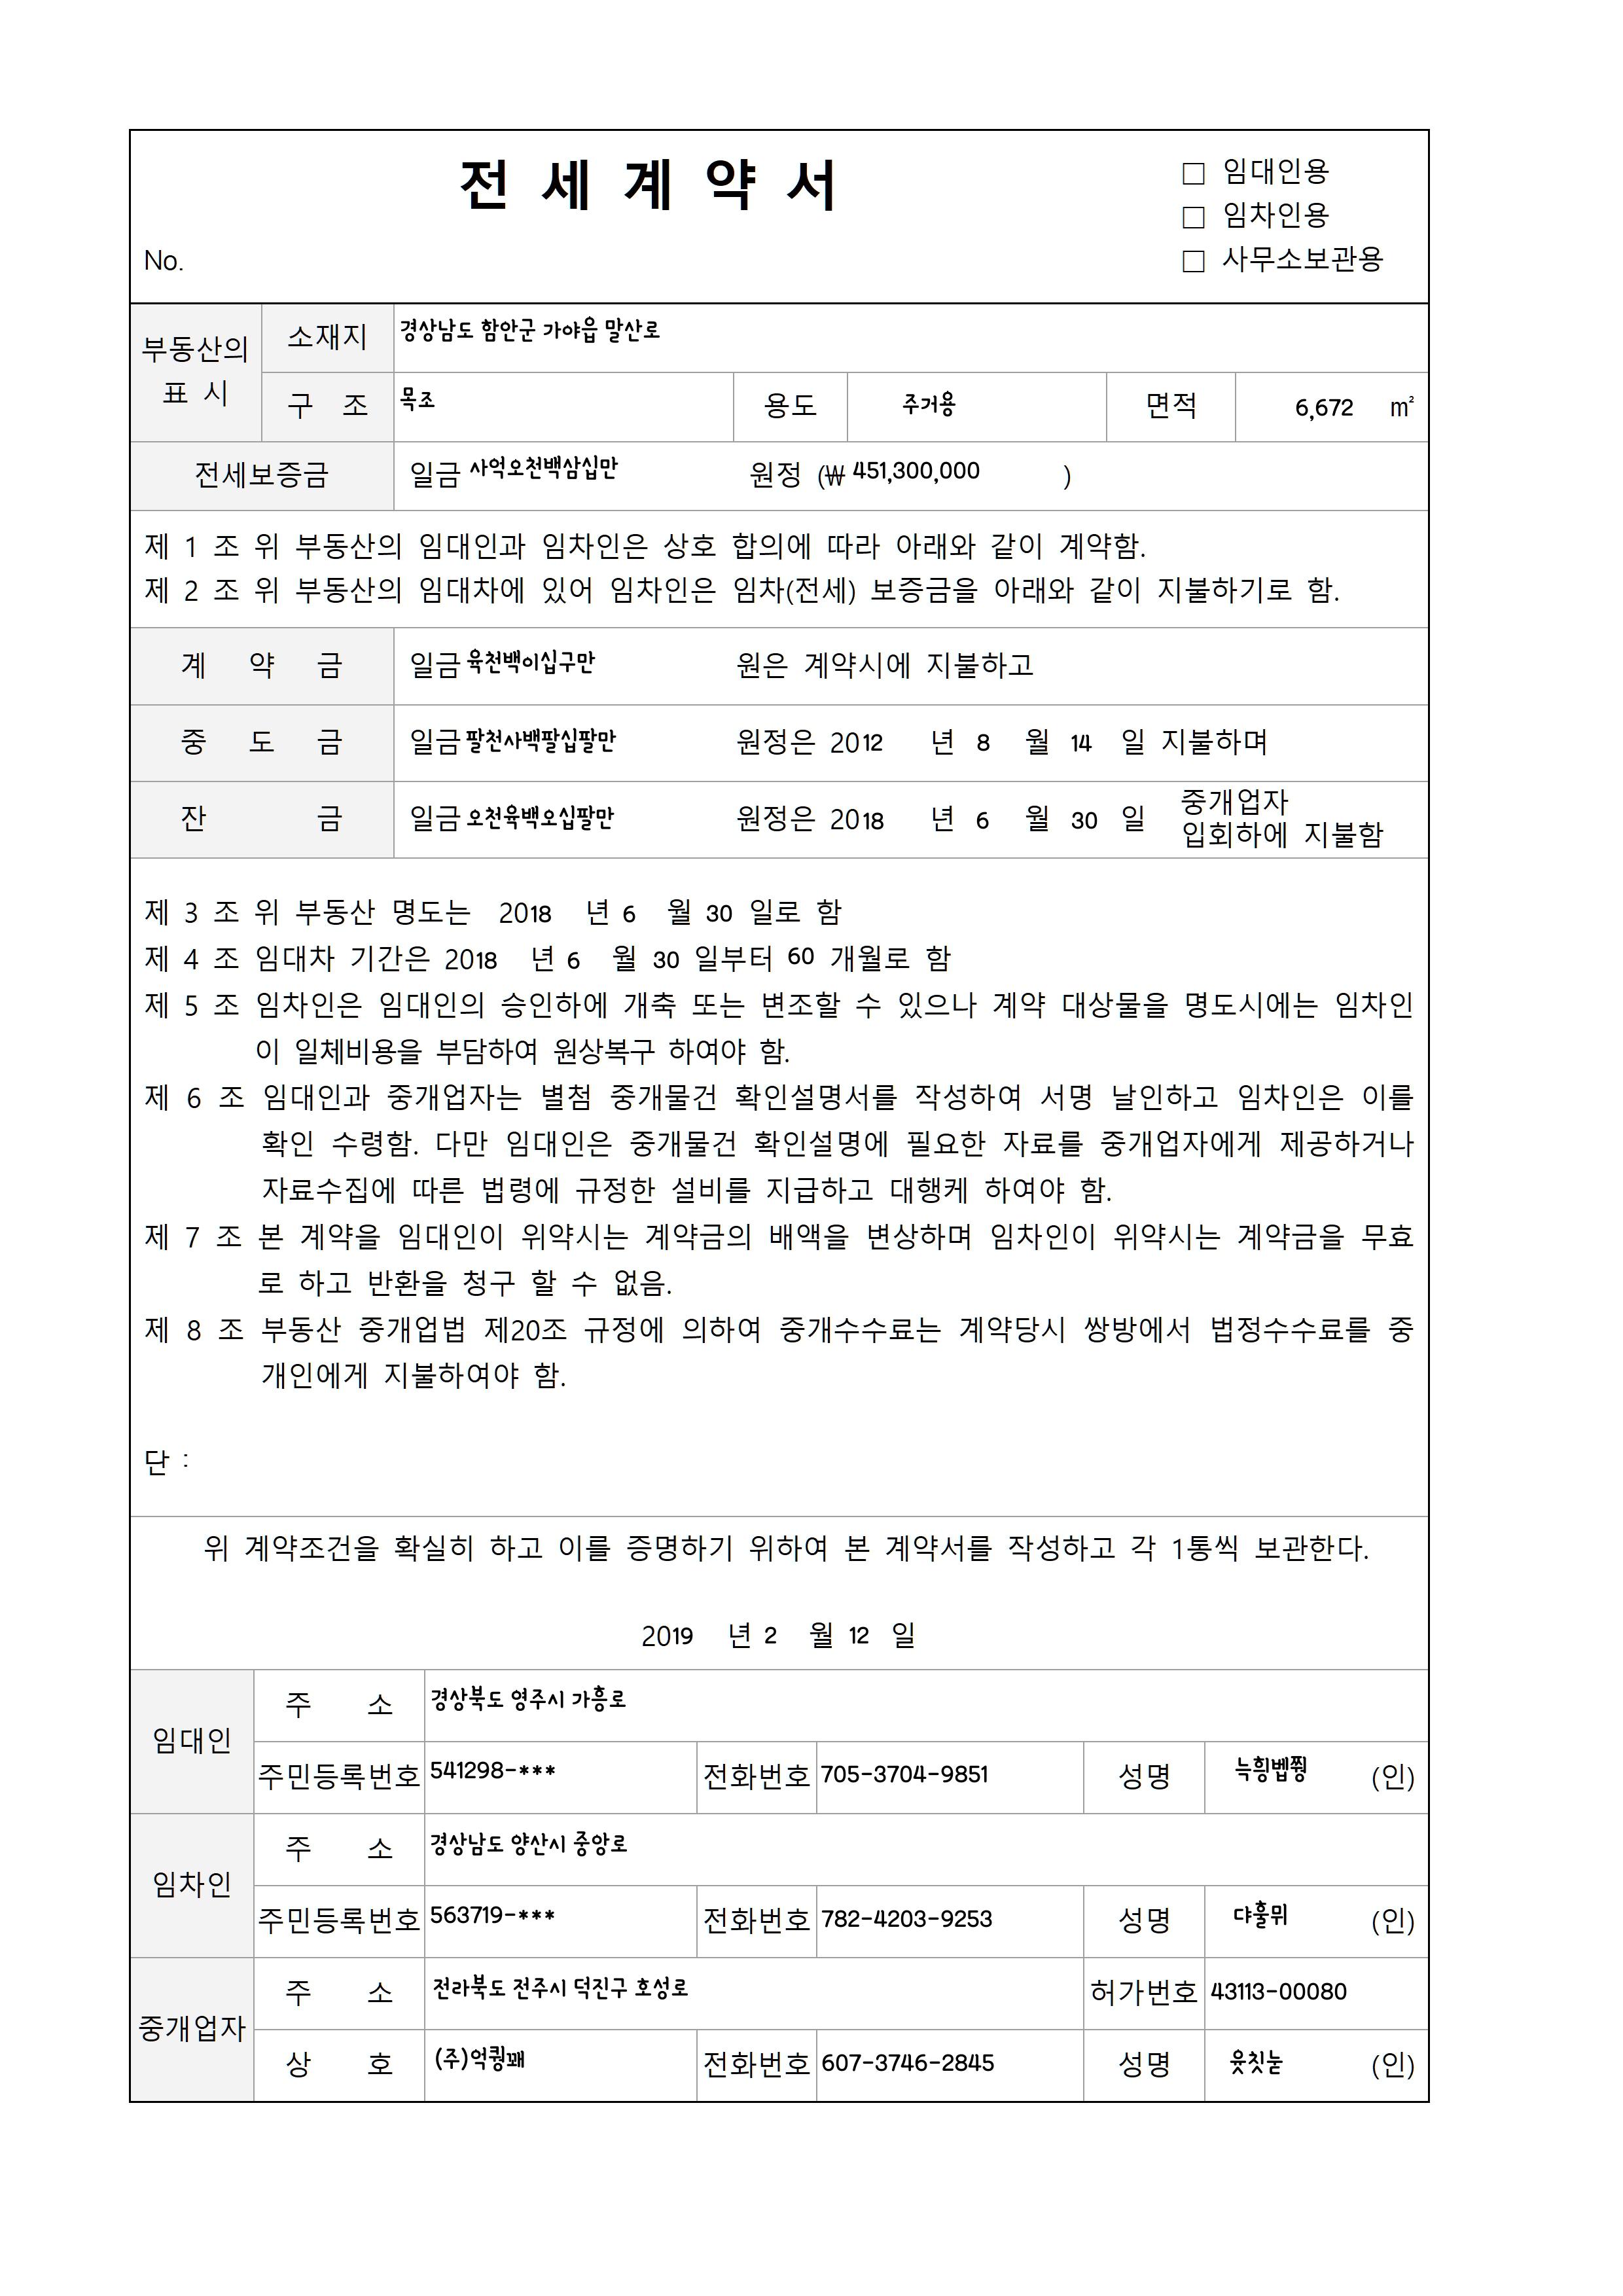 전 세 계 약 서
□ 임대인용
□ 임차인용
□ 사무소보관용
No.
부동산의 표 시
소재지 경상남도 함안군 가야읍 말산로
구 조 목조 용도 주거용 면적 6,672 ㎡
전세보증금 일금 사억오천백삼십만 원정 (₩ 451,300,000 )
제 1 조 위 부동산의 임대인과 임차인은 상호 합의에 따라 아래와 같이 계약함.
제 2 조 위 부동산의 임대차에 있어 임차인은 임차(전세) 보증금을 아래와 같이 지불하기로 함.
계 약 금 일금 육천백이십구만 원은 계약시에 지불하고
중 도 금 일금 팔천사백팔십팔만 원정은 2012 년 8 월 14 일 지불하며
잔 금 일금 오천육백오십팔만 원정은 2018 년 6 월 30 일 중개업자
입회하에 지불함
제 3 조 위 부동산 명도는 2018 년 6 월 30 일로 함
제 4 조 임대차 기간은 2018 년 6 월 30 일부터 60 개월로 함
제 5 조 임차인은 임대인의 승인하에 개축 또는 변조할 수 있으나 계약 대상물을 명도시에는 임차인
이 일체비용을 부담하여 원상복구 하여야 함.
제 6 조 임대인과 중개업자는 별첨 중개물건 확인설명서를 작성하여 서명 날인하고 임차인은 이를
확인 수령함. 다만 임대인은 중개물건 확인설명에 필요한 자료를 중개업자에게 제공하거나
자료수집에 따른 법령에 규정한 설비를 지급하고 대행케 하여야 함.
제 7 조 본 계약을 임대인이 위약시는 계약금의 배액을 변상하며 임차인이 위약시는 계약금을 무효
로 하고 반환을 청구 할 수 없음.
제 8 조 부동산 중개업법 제20조 규정에 의하여 중개수수료는 계약당시 쌍방에서 법정수수료를 중
개인에게 지불하여야 함.
단 :
위 계약조건을 확실히 하고 이를 증명하기 위하여 본 계약서를 작성하고 각 1통씩 보관한다.
2019 년 2 월 12 일
임대인
주 소 경상북도 영주시 가흥로
주민등록번호 541298-*** 전화번호 705-3704-9851 성명 (인)
임차인
주 소 경상남도 양산시 중앙로
주민등록번호 563719-*** 전화번호 782-4203-9253 성명 댜훌뮈 (인)
중개업자
주 소 전라북도 전주시 덕진구 호성로 허가번호 43113-00080
상 호 (주)억큉꽤 전화번호 607-3746-2845 성명 윳칫눋 (인)